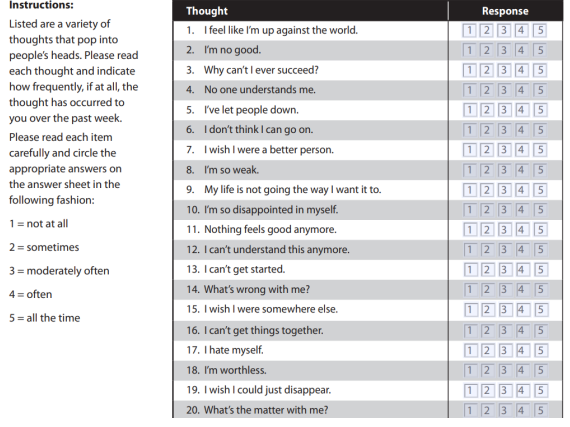 Instructions:
Listed are a variety of
thoughts that pop into
people's heads. Please read
each thought and indicate
how frequently, if at all, the
thought has occurred to
you over the past week.
Please read each item
carefully and circle the
appropriate answers on
the answer sheet in the
following fashion:
1 = not at all
2 = sometimes
3 = moderately often
4 = often
5 = all the time
Thought Response
1. I feel like I'm up against the world. 1 2 3 4 5
2. I'm no good. 1 2 3 4 5
3. Why can't I ever succeed? 1 2 3 4 5
4. No one understands me. 1 2 3 4 5
5. I've let people down. 1 2 3 4 5
6. I don't think I can go on. 1 2 3 4 5
7. I wish I were a better person. 1 2 3 4 5
8. I'm so weak. 1 2 3 4 5
9. My life is not going the way I want it to. 1 2 3 4 5
10. I'm so disappointed in myself. 1 2 3 4 5
11. Nothing feels good anymore. 1 2 3 4 5
12. I can't understand this anymore. 1 2 3 4 5
13. I can't get started. 1 2 3 4 5
14. What's wrong with me? 1 2 3 4 5
15. I wish I were somewhere else. 1 2 3 4 5
16. I can't get things together. 1 2 3 4 5
17. I hate myself. 1 2 3 4 5
18. I'm worthless. 1 2 3 4 5
19. I wish I could just disappear. 1 2 3 4 5
20. What's the matter with me? 1 2 3 4 5